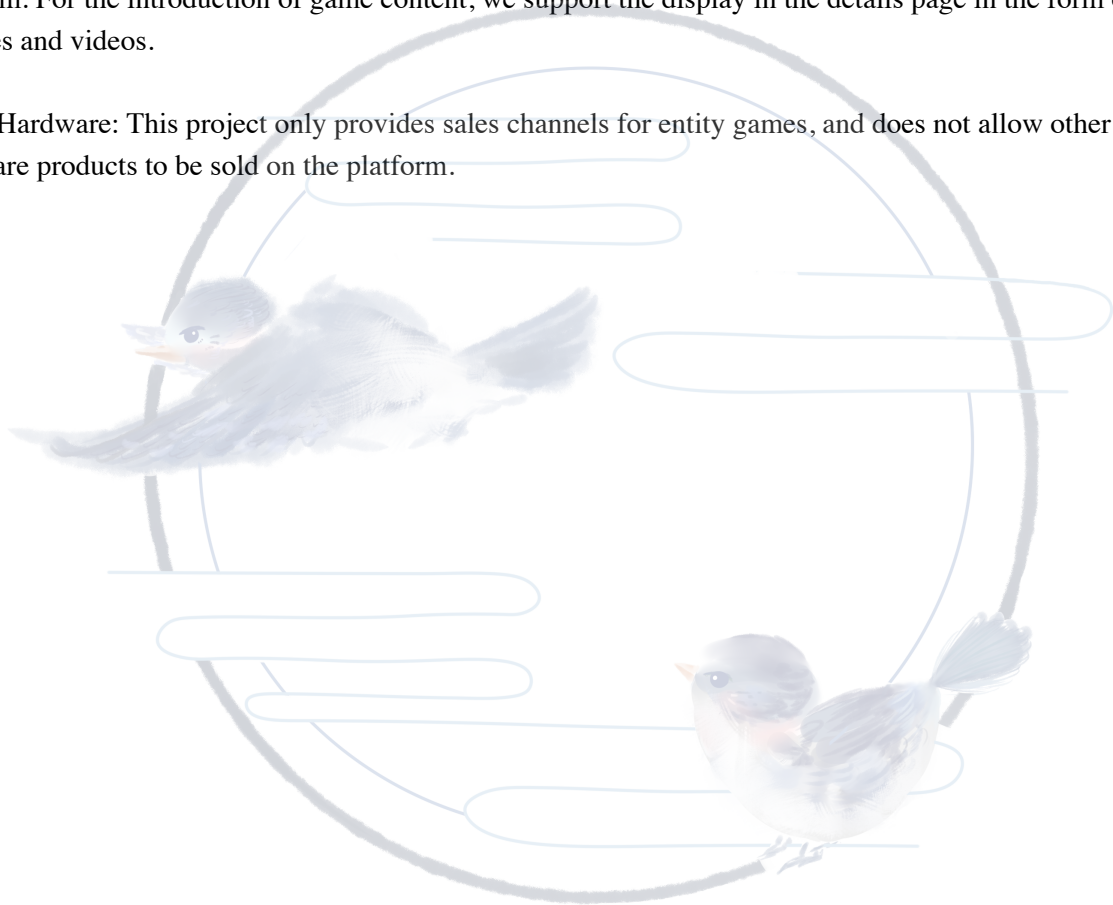 For the introduction of game content, we support the display in the details page in the form
and videos.
Hardware: This project only provides sales channels for entity games, and does not allow other
products to be sold on the platform.